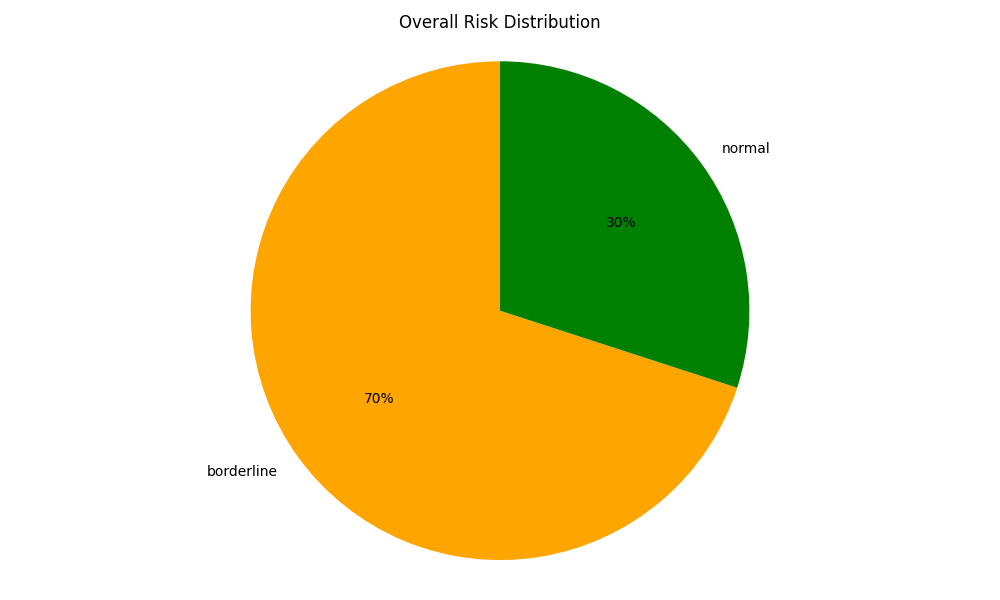 Overall Risk Distribution
normal
30%
70%
borderline